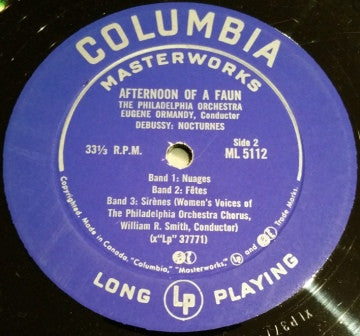 COLUMBIA
MASTERWORKS
AFTERNOON OF A FAUN
THE PHILADELPHIA ORCHESTRA
EUGENE ORMANDY, Conductor
DEBUSSY: NOCTURNES
33⅓ R.P.M.
Side 2
ML 5112
Band 1: Nuages
Band 2: Fêtes
Band 3: Sirènes (Women's Voices of
The Philadelphia Orchestra Chorus,
William R. Smith, Conductor)
(x"Lp" 37771)
Copyrighted. Made in Canada. "Columbia," "Masterworks," Trade Marks.
LONG Lp PLAYING